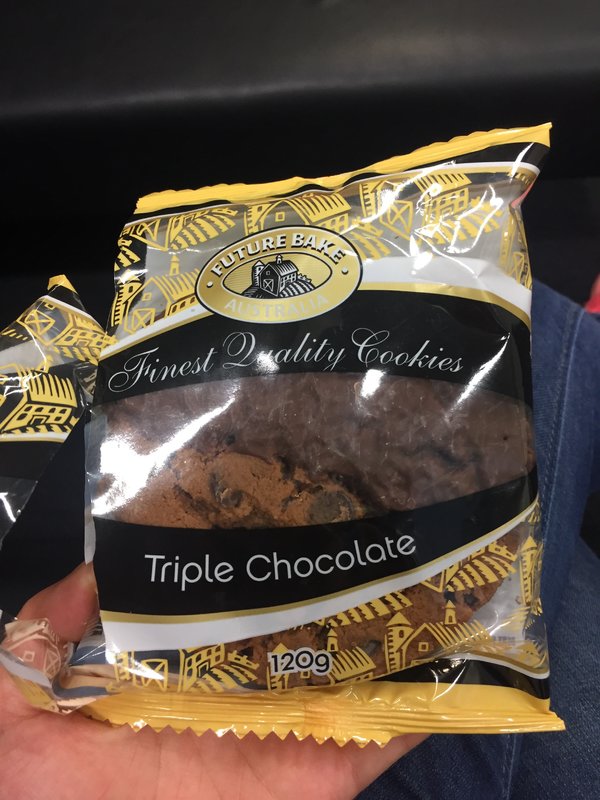 FUTURE BAKE
AUSTRALIA
Finest Quality Cookies
Triple Chocolate
120g